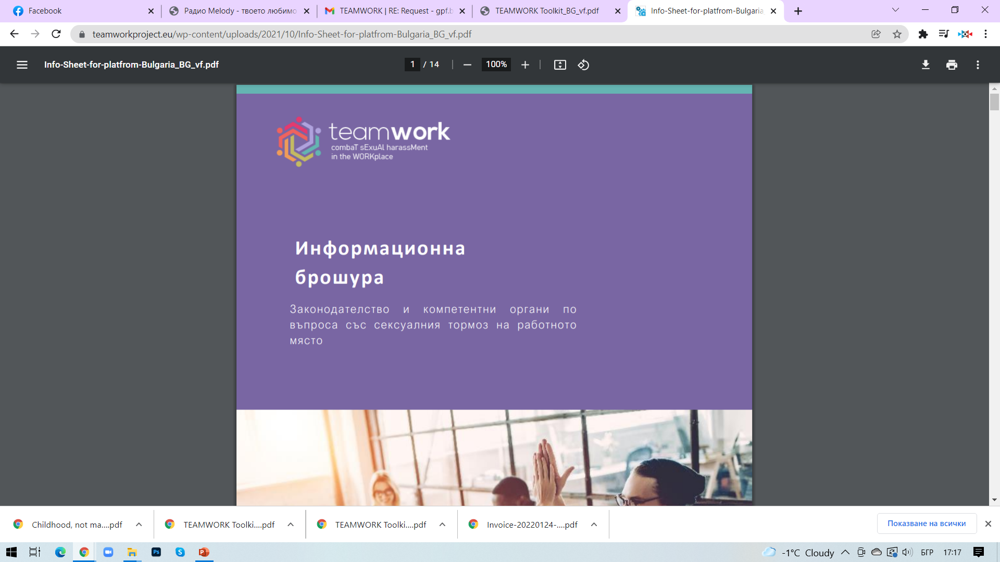 Facebook
Радио Melody - твоето любимо
TEAMWORK | RE: Request - gpf.b
TEAMWORK Toolkit_BG_vf.pdf
Info-Sheet-for-platfrom-Bulgaria
teamworkproject.eu/wp-content/uploads/2021/10/Info-Sheet-for-platfrom-Bulgaria_BG_vf.pdf
Info-Sheet-for-platfrom-Bulgaria_BG_vf.pdf
1 / 14
100%
teamwork
combaT sExuAl harassMent
in the WORKplace
Информационна
брошура
Законодателство и компетентни органи по
въпроса със сексуалния тормоз на работното
място
Childhood, not ma....pdf
TEAMWORK Toolki....pdf
TEAMWORK Toolki....pdf
Invoice-20220124-....pdf
Показване на всички
Ps
S
P
-1°C Cloudy
БГР
17:17